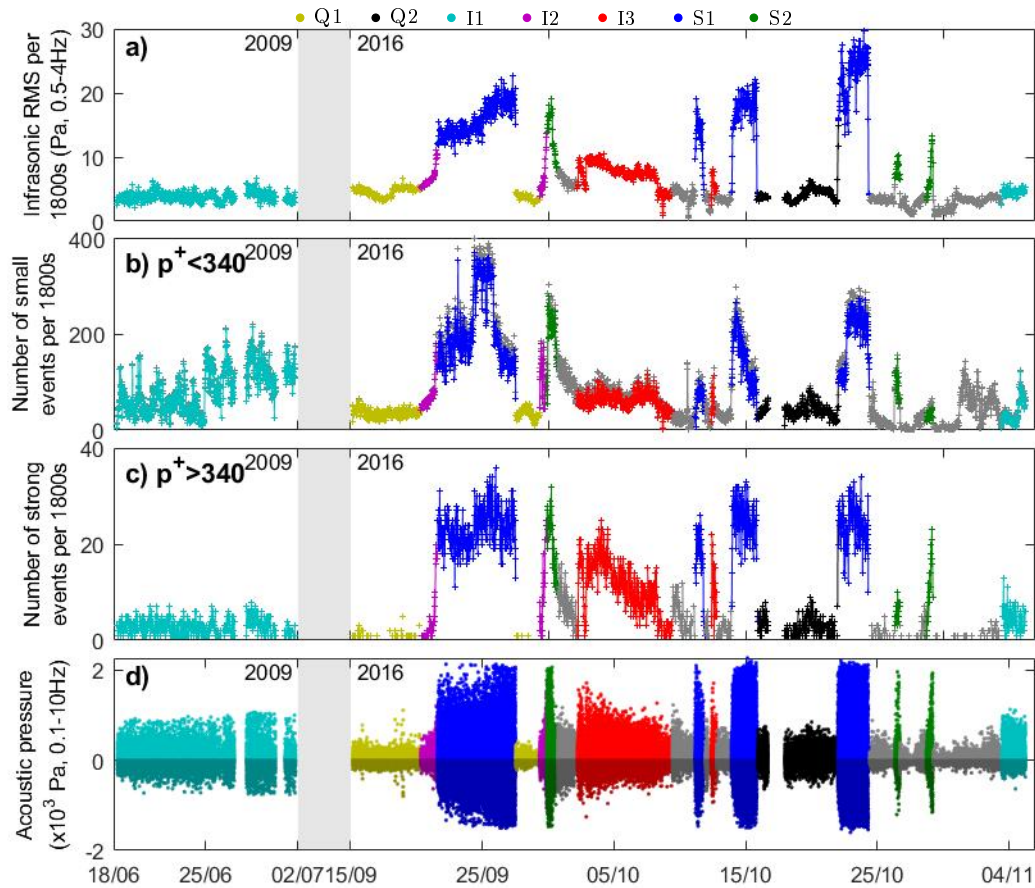 Q1 Q2 I1 I2 I3 S1 S2
a) 2009 2016
Infrasonic RMS per
1800s (Pa, 0.5-4Hz)
30
20
10
0
b) p⁺<340 2009 2016
Number of small
events per 1800s
400
200
0
c) p⁺>340 2009 2016
Number of strong
events per 1800s
40
20
0
d) 2009 2016
Acoustic pressure
(x10³ Pa, 0.1-10Hz)
2
0
-2
18/06 25/06 02/07 15/09 25/09 05/10 15/10 25/10 04/11